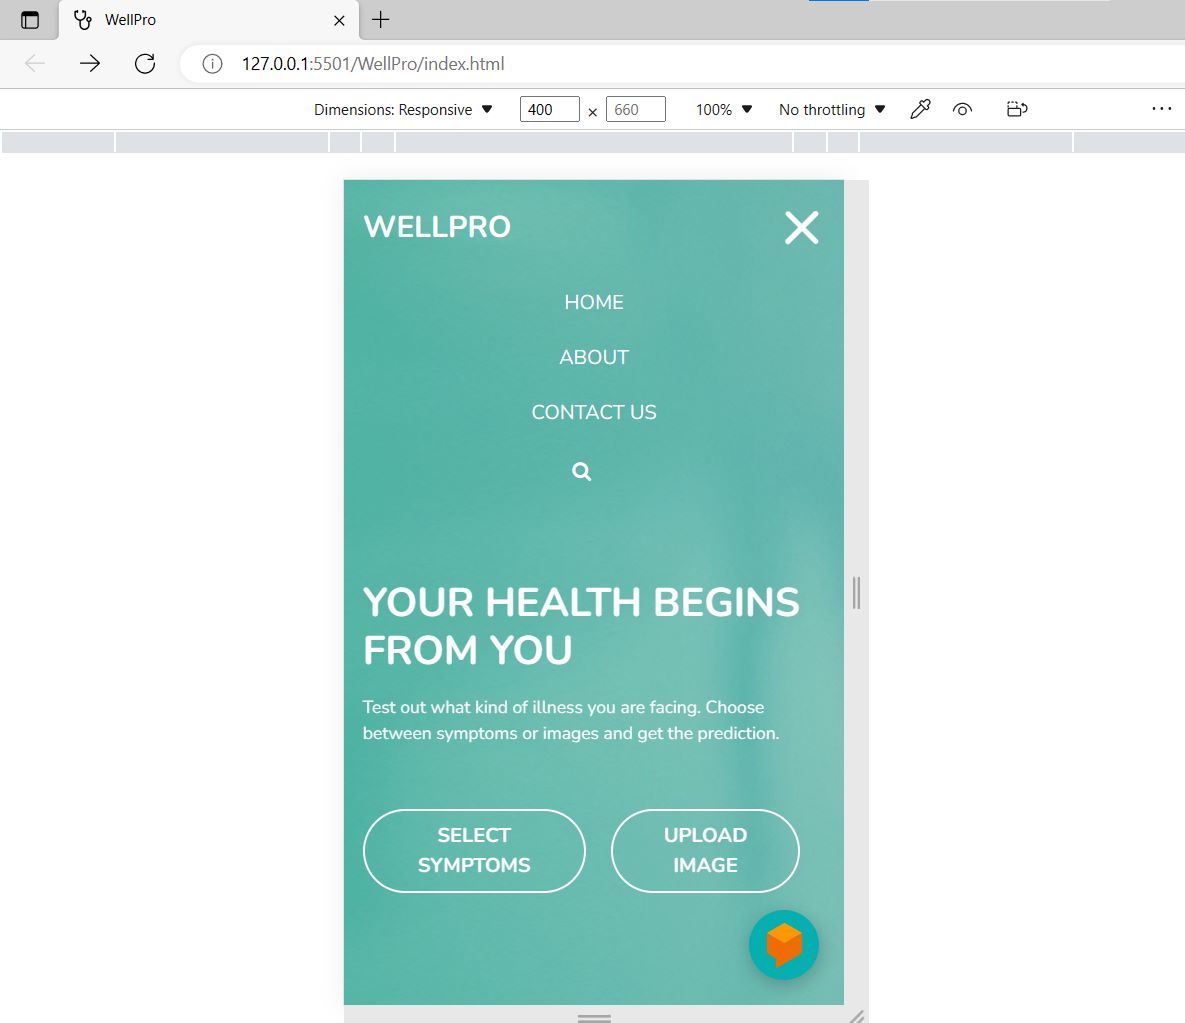 WellPro
127.0.0.1:5501/WellPro/index.html
Dimensions: Responsive 400 x 660 100% No throttling
WELLPRO
HOME
ABOUT
CONTACT US
YOUR HEALTH BEGINS
FROM YOU
Test out what kind of illness you are facing. Choose
between symptoms or images and get the prediction.
SELECT
SYMPTOMS
UPLOAD
IMAGE